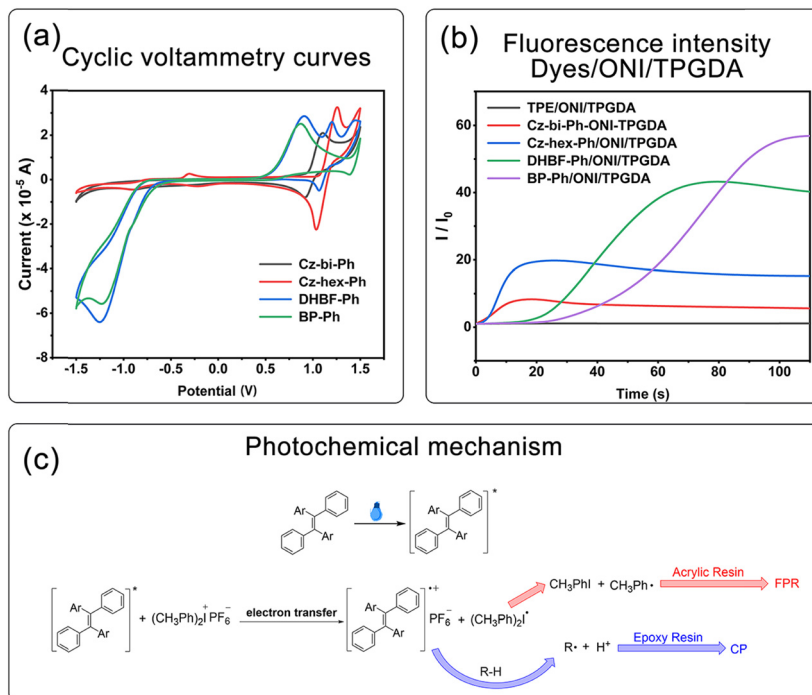 (a)
Cyclic voltammetry curves
Current (x 10⁻⁵ A)
4
2
0
-2
-4
-6
-8
Cz-bi-Ph
Cz-hex-Ph
DHBF-Ph
BP-Ph
-1.5 -1.0 -0.5 0.0 0.5 1.0 1.5
Potential (V)
(b)
Fluorescence intensity
Dyes/ONI/TPGDA
TPE/ONI/TPGDA
Cz-bi-Ph-ONI-TPGDA
Cz-hex-Ph/ONI/TPGDA
DHBF-Ph/ONI/TPGDA
BP-Ph/ONI/TPGDA
I / I₀
60
40
20
0
0 20 40 60 80 100
Time (s)
(c)
Photochemical mechanism
Ar
Ar
Ar
Ar
*
*
Ar
Ar
+ (CH₃Ph)₂I⁺ PF₆⁻
electron transfer
•+
Ar
Ar
PF₆⁻ + (CH₃Ph)₂I•
CH₃PhI + CH₃Ph•
Acrylic Resin
FPR
R-H
R• + H⁺
Epoxy Resin
CP